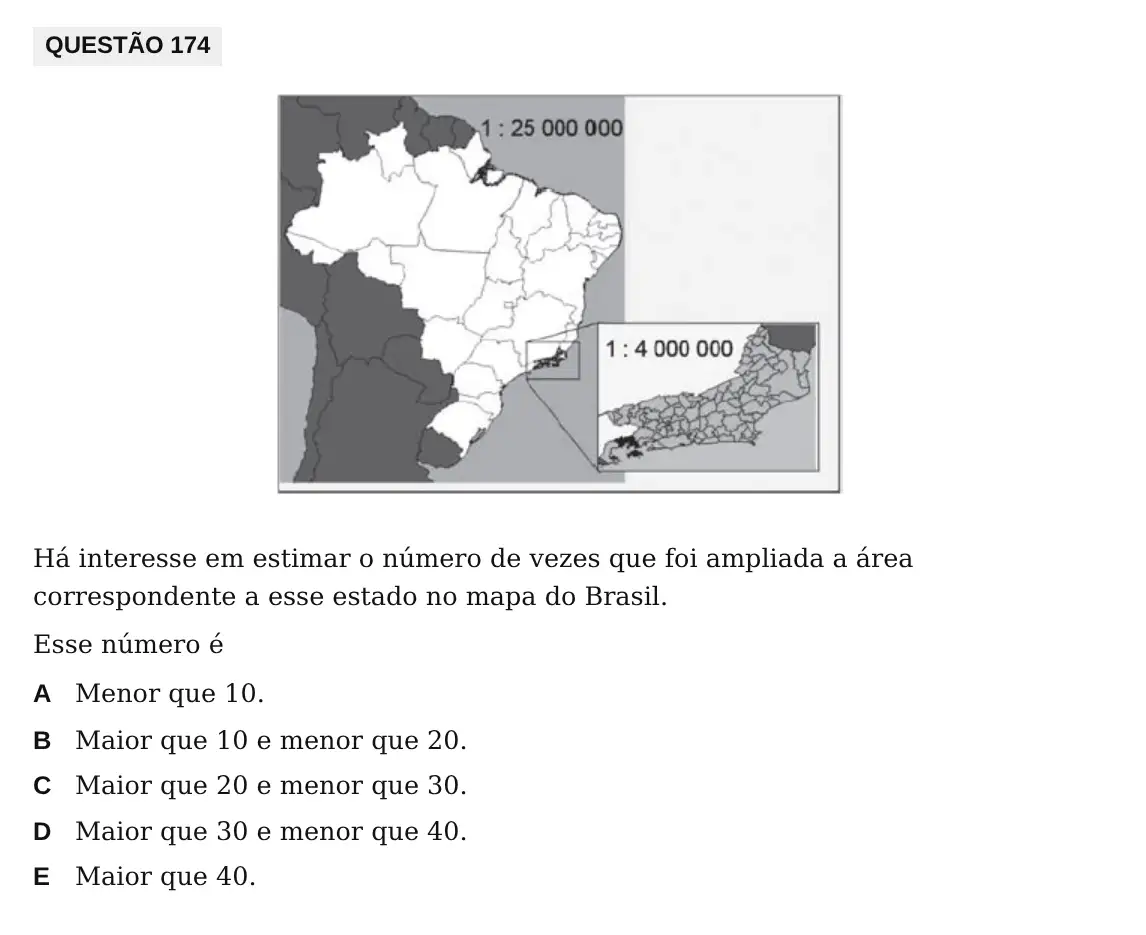 QUESTÃO 174
1 : 25 000 000
1 : 4 000 000
Há interesse em estimar o número de vezes que foi ampliada a área
correspondente a esse estado no mapa do Brasil.
Esse número é
A Menor que 10.
B Maior que 10 e menor que 20.
C Maior que 20 e menor que 30.
D Maior que 30 e menor que 40.
E Maior que 40.